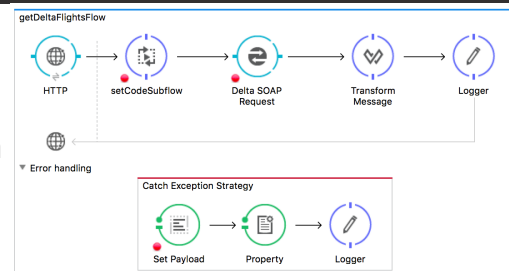 getDeltaFlightsFlow
HTTP
setCodeSubflow
Delta SOAP
Request
Transform
Message
Logger
Error handling
Catch Exception Strategy
Set Payload
Property
Logger